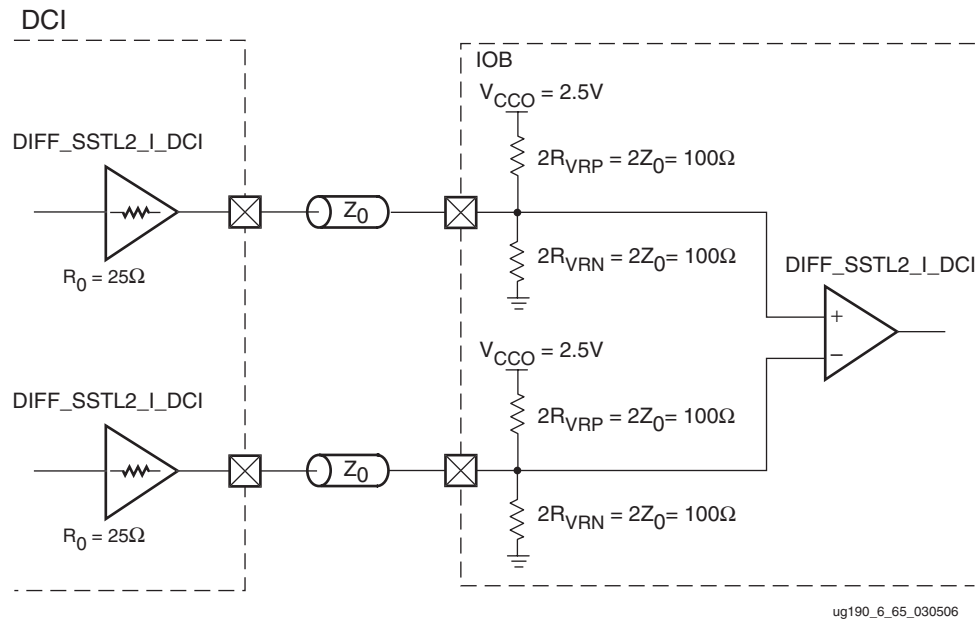 DCI
IOB
VCCO = 2.5V
DIFF_SSTL2_I_DCI
2RVRP = 2Z0= 100Ω
Z0
R0 = 25Ω
2RVRN = 2Z0= 100Ω
DIFF_SSTL2_I_DCI
+
−
VCCO = 2.5V
DIFF_SSTL2_I_DCI
2RVRP = 2Z0= 100Ω
Z0
R0 = 25Ω
2RVRN = 2Z0= 100Ω
ug190_6_65_030506